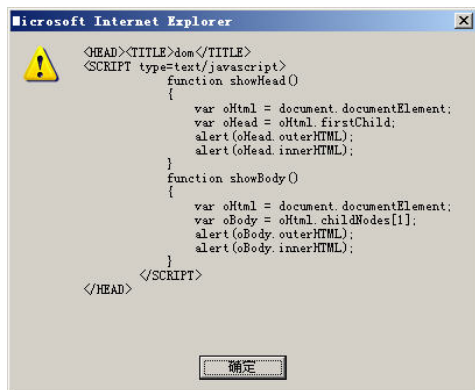 Microsoft Internet Explorer
<HEAD><TITLE>dom</TITLE>
<SCRIPT type=text/javascript>
function showHead()
{
var oHtml = document.documentElement;
var oHead = oHtml.firstChild;
alert(oHead.outerHTML);
alert(oHead.innerHTML);
}
function showBody()
{
var oHtml = document.documentElement;
var oBody = oHtml.childNodes[1];
alert(oBody.outerHTML);
alert(oBody.innerHTML);
}
</SCRIPT>
</HEAD>
确定